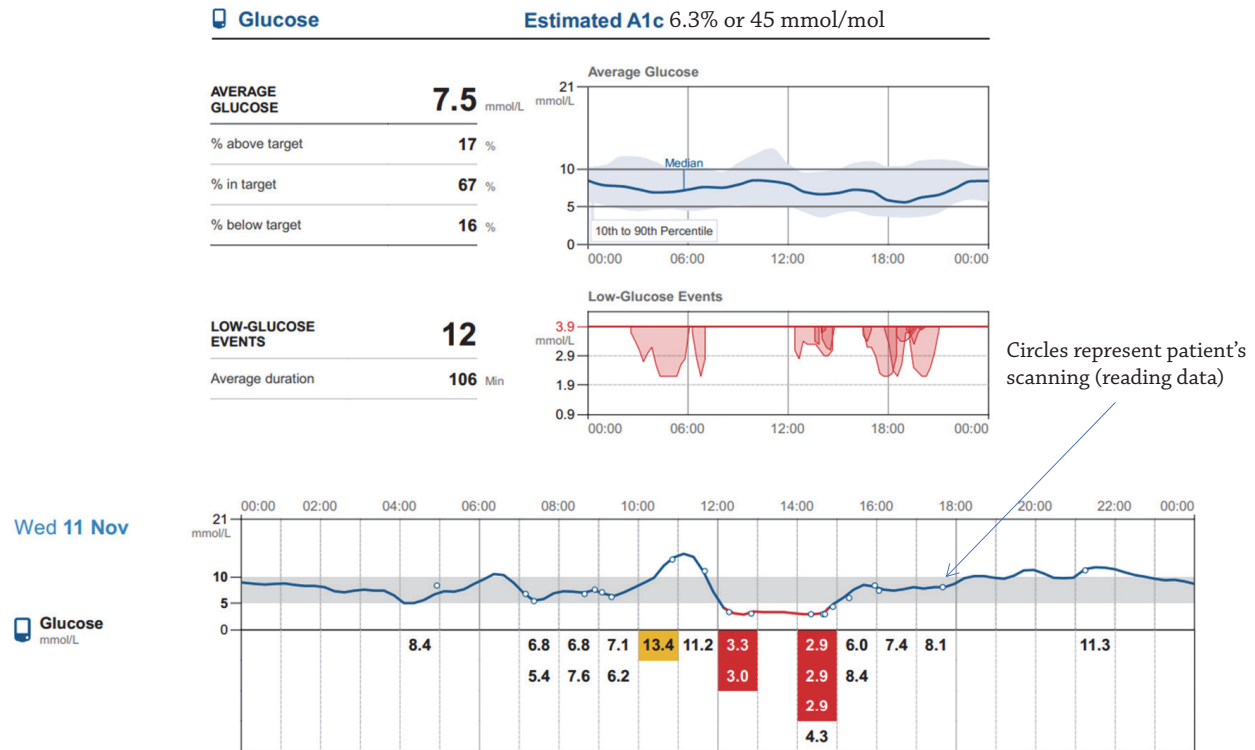 Glucose
Estimated A1c 6.3% or 45 mmol/mol
AVERAGE
GLUCOSE
7.5 mmol/L
% above target 17 %
% in target 67 %
% below target 16 %
Average Glucose
21
mmol/L
10
5
0
Median
10th to 90th Percentile
00:00 06:00 12:00 18:00 00:00
LOW-GLUCOSE
EVENTS
12
Average duration 106 Min
Low-Glucose Events
3.9
mmol/L
2.9
1.9
0.9
00:00 06:00 12:00 18:00 00:00
Circles represent patient's
scanning (reading data)
Wed 11 Nov
00:00 02:00 04:00 06:00 08:00 10:00 12:00 14:00 16:00 18:00 20:00 22:00 00:00
21
mmol/L
10
5
0
Glucose
mmol/L
8.4 6.8 6.8 7.1 13.4 11.2 3.3 2.9 6.0 7.4 8.1 11.3
5.4 7.6 6.2 3.0 2.9 8.4
2.9
4.3